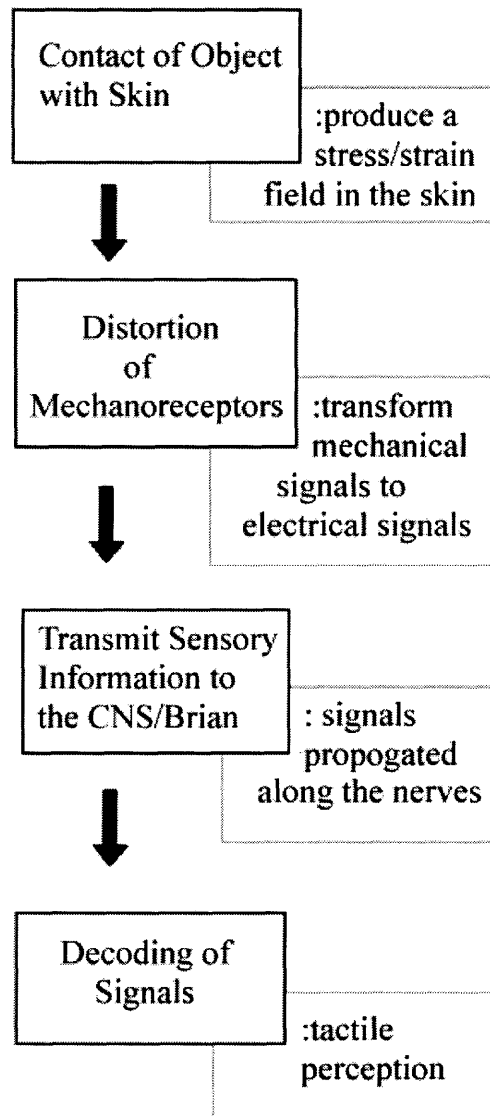 Contact of Object
with Skin
:produce a
stress/strain
field in the skin
Distortion
of
Mechanoreceptors
:transform
mechanical
signals to
electrical signals
Transmit Sensory
Information to
the CNS/Brian
: signals
propogated
along the nerves
Decoding of
Signals
:tactile
perception